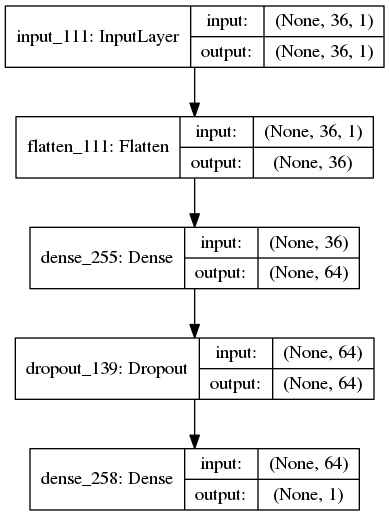 input_111: InputLayer
input: (None, 36, 1)
output: (None, 36, 1)
flatten_111: Flatten
input: (None, 36, 1)
output: (None, 36)
dense_255: Dense
input: (None, 36)
output: (None, 64)
dropout_139: Dropout
input: (None, 64)
output: (None, 64)
dense_258: Dense
input: (None, 64)
output: (None, 1)